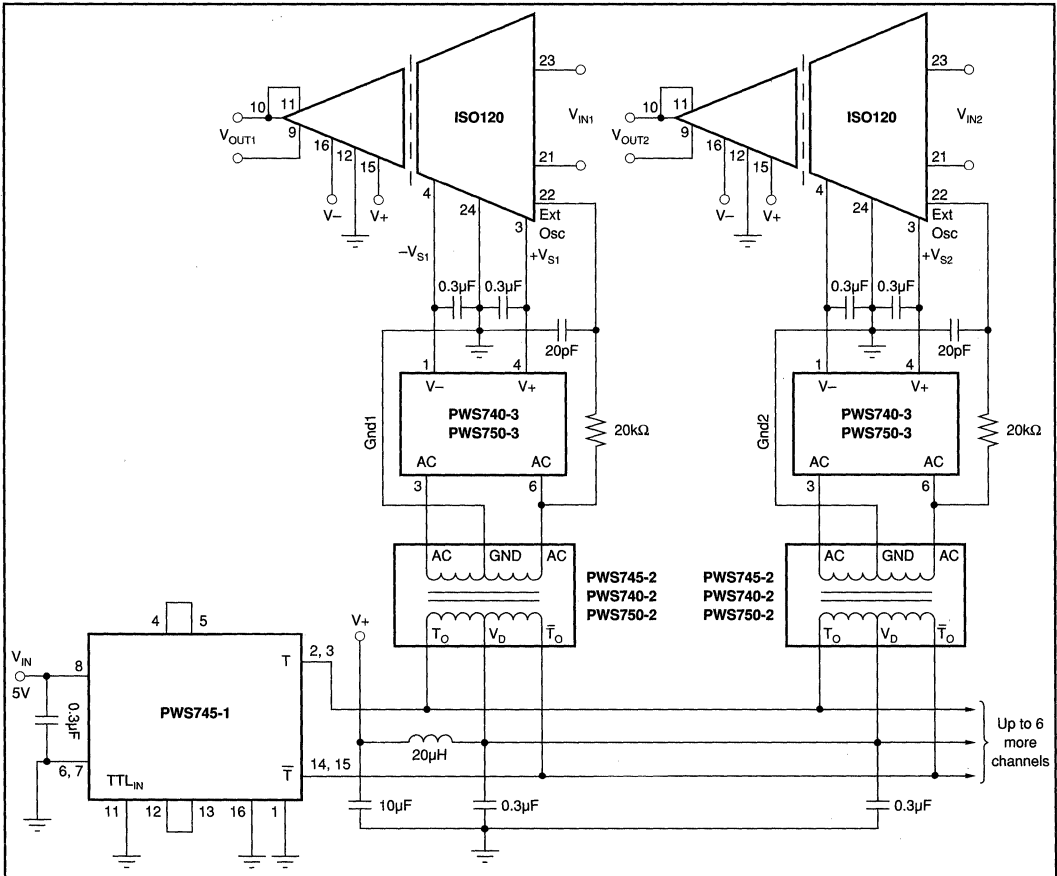 23
23
10
11
ISO120
V_IN1
10
11
ISO120
V_IN2
V_OUT1
9
V_OUT2
9
16
12
15
21
16
12
15
21
4
22
4
22
V–
V+
24
Ext
Osc
V–
V+
24
Ext
Osc
3
3
–V_S1
+V_S1
+V_S2
0.3µF
0.3µF
0.3µF
0.3µF
20pF
20pF
1
4
1
4
V–
V+
V–
V+
Gnd1
PWS740-3
PWS750-3
20kΩ
Gnd2
PWS740-3
PWS750-3
20kΩ
AC
AC
AC
AC
3
6
3
6
AC
GND
AC
AC
GND
AC
PWS745-2
PWS740-2
PWS750-2
PWS745-2
PWS740-2
PWS750-2
T_O
V_D
T̅_O
T_O
V_D
T̅_O
4
5
V+
V_IN
8
T
2, 3
5V
0.3µF
PWS745-1
Up to 6
more
channels
20µH
6, 7
TTL_IN
T̅
14, 15
11
12
13
16
1
10µF
0.3µF
0.3µF